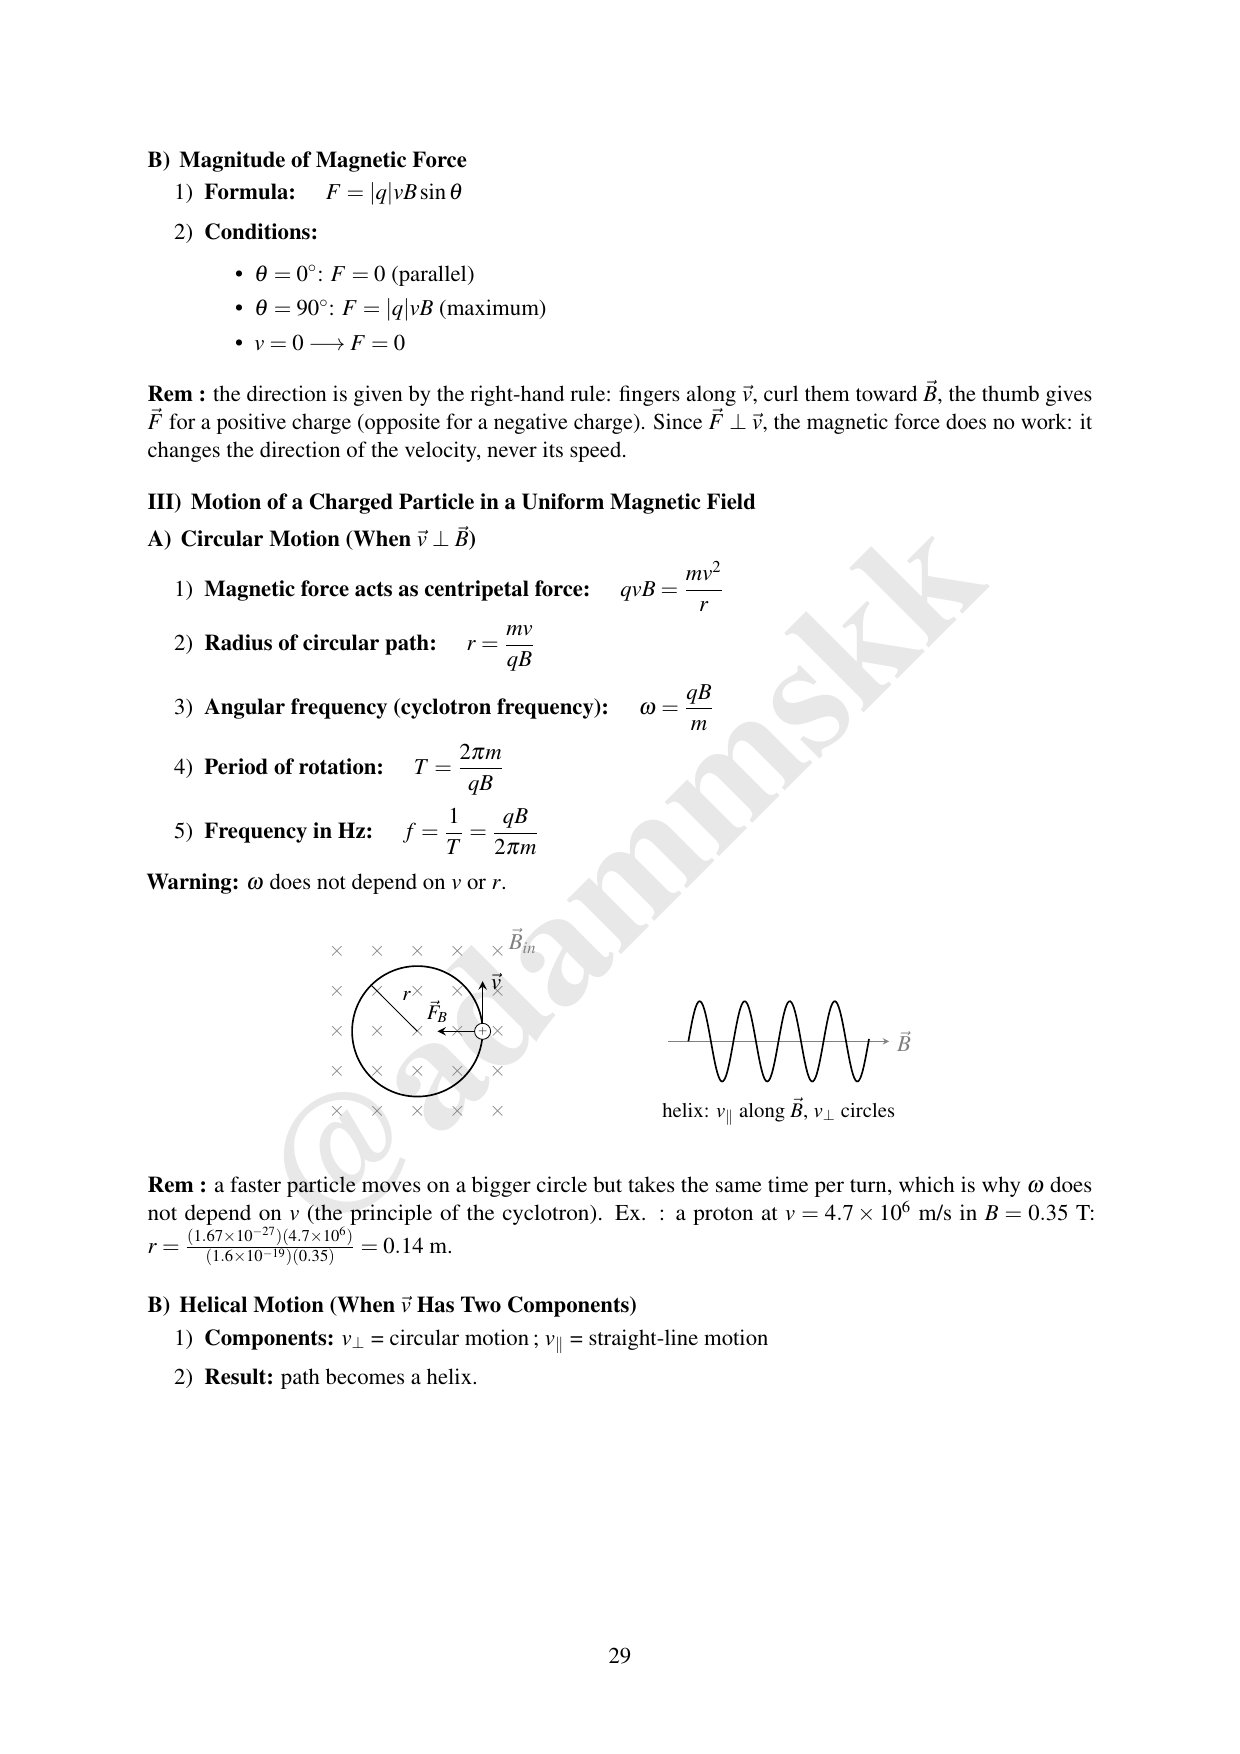 B) Magnitude of Magnetic Force
1) Formula: F = |q|vB sin θ
2) Conditions:
• θ = 0°: F = 0 (parallel)
• θ = 90°: F = |q|vB (maximum)
• v = 0 ⟶ F = 0
Rem : the direction is given by the right-hand rule: fingers along v⃗, curl them toward B⃗, the thumb gives
F⃗ for a positive charge (opposite for a negative charge). Since F⃗ ⊥ v⃗, the magnetic force does no work: it
changes the direction of the velocity, never its speed.
III) Motion of a Charged Particle in a Uniform Magnetic Field
A) Circular Motion (When v⃗ ⊥ B⃗)
1) Magnetic force acts as centripetal force: qvB = mv²/r
2) Radius of circular path: r = mv/qB
3) Angular frequency (cyclotron frequency): ω = qB/m
4) Period of rotation: T = 2πm/qB
5) Frequency in Hz: f = 1/T = qB/2πm
Warning: ω does not depend on v or r.
B⃗in
v⃗
r
F⃗B
+
B⃗
helix: v∥ along B⃗, v⊥ circles
Rem : a faster particle moves on a bigger circle but takes the same time per turn, which is why ω does
not depend on v (the principle of the cyclotron). Ex. : a proton at v = 4.7 × 10⁶ m/s in B = 0.35 T:
r = (1.67×10⁻²⁷)(4.7×10⁶)/(1.6×10⁻¹⁹)(0.35) = 0.14 m.
B) Helical Motion (When v⃗ Has Two Components)
1) Components: v⊥ = circular motion ; v∥ = straight-line motion
2) Result: path becomes a helix.
29
@adammskk